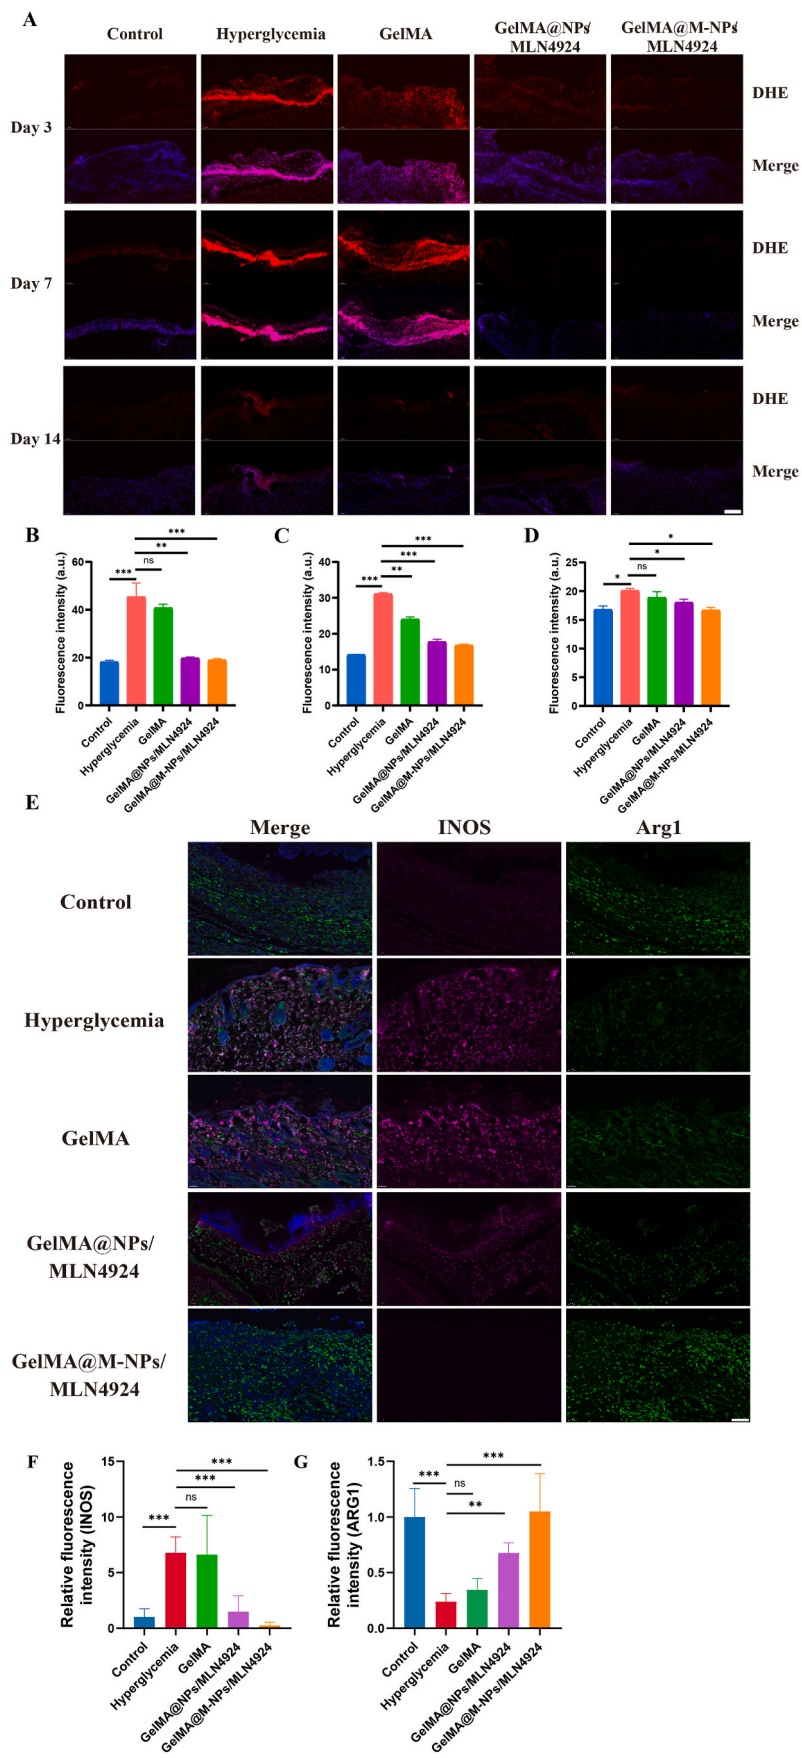 A
Control
Hyperglycemia
GelMA
GelMA@NPs/
MLN4924
GelMA@M-NPs/
MLN4924
Day 3
DHE
Merge
Day 7
DHE
Merge
Day 14
DHE
Merge
B
Fluorescence intensity (a.u.)
60
40
20
0
***
ns
**
***
Control
Hyperglycemia
GelMA
GelMA@NPs/MLN4924
GelMA@M-NPs/MLN4924
C
Fluorescence intensity (a.u.)
40
30
20
10
0
***
**
***
***
Control
Hyperglycemia
GelMA
GelMA@NPs/MLN4924
GelMA@M-NPs/MLN4924
D
Fluorescence intensity (a.u.)
25
20
15
10
5
0
*
ns
*
*
Control
Hyperglycemia
GelMA
GelMA@NPs/MLN4924
GelMA@M-NPs/MLN4924
E
Merge
INOS
Arg1
Control
Hyperglycemia
GelMA
GelMA@NPs/
MLN4924
GelMA@M-NPs/
MLN4924
F
Relative fluorescence
intensity (INOS)
15
10
5
0
***
ns
***
***
Control
Hyperglycemia
GelMA
GelMA@NPs/MLN4924
GelMA@M-NPs/MLN4924
G
Relative fluorescence
intensity (ARG1)
1.5
1.0
0.5
0.0
***
ns
**
***
Control
Hyperglycemia
GelMA
GelMA@NPs/MLN4924
GelMA@M-NPs/MLN4924